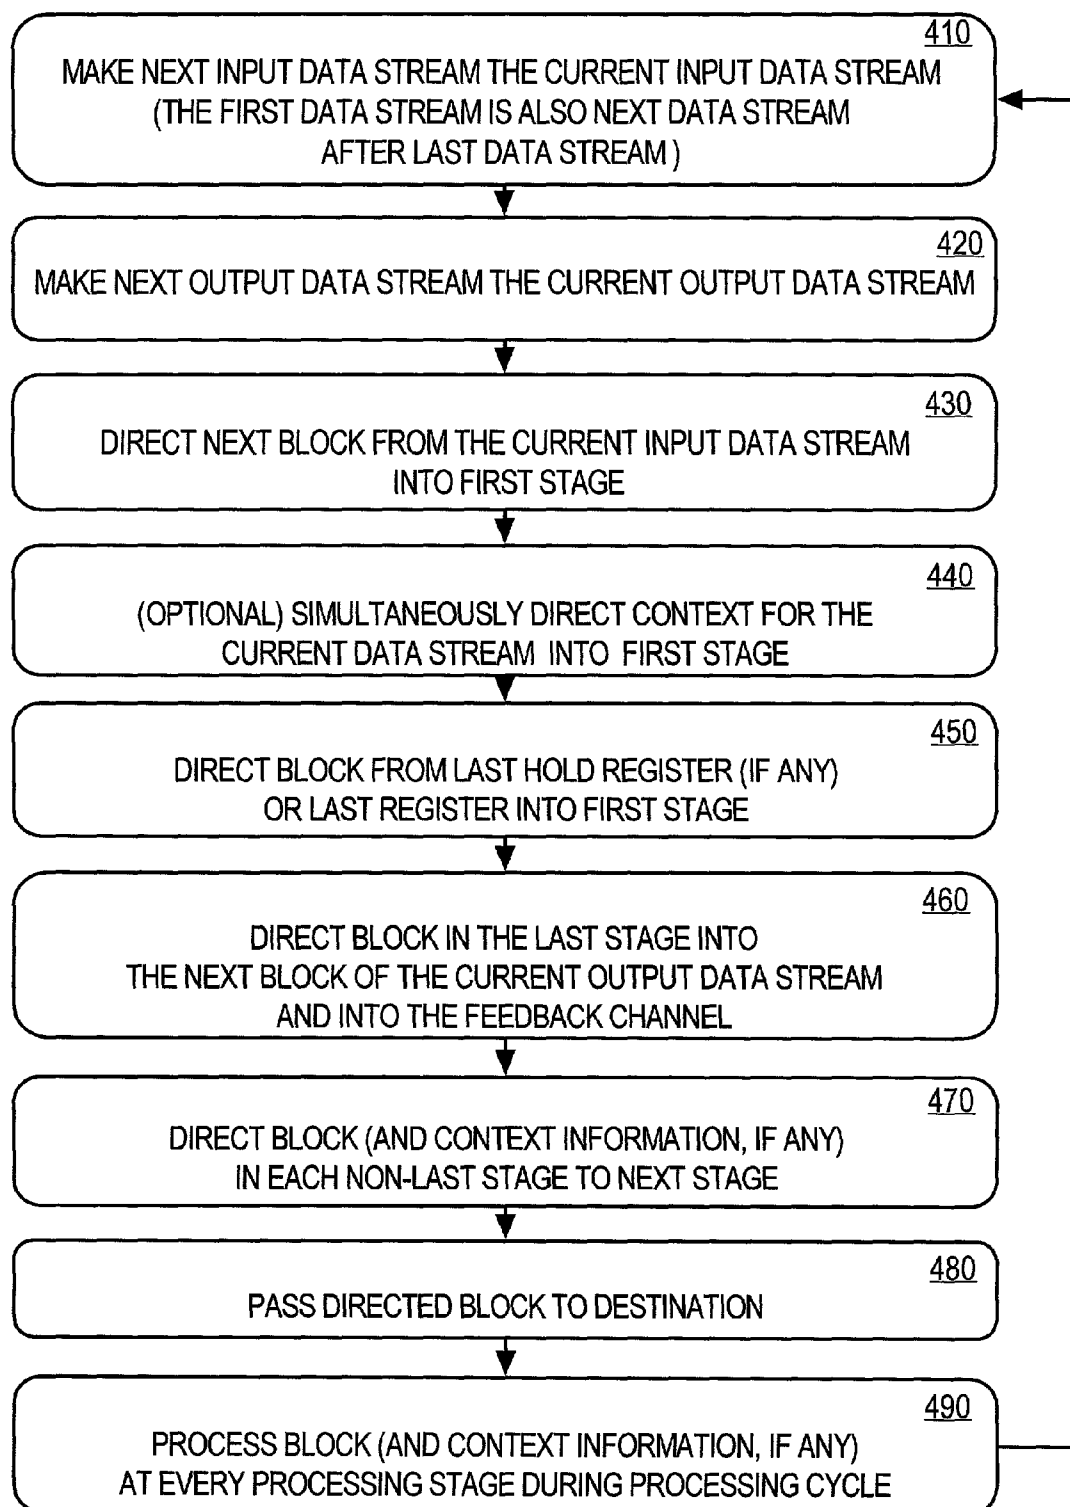 410
MAKE NEXT INPUT DATA STREAM THE CURRENT INPUT DATA STREAM
(THE FIRST DATA STREAM IS ALSO NEXT DATA STREAM
AFTER LAST DATA STREAM)
420
MAKE NEXT OUTPUT DATA STREAM THE CURRENT OUTPUT DATA STREAM
430
DIRECT NEXT BLOCK FROM THE CURRENT INPUT DATA STREAM
INTO FIRST STAGE
440
(OPTIONAL) SIMULTANEOUSLY DIRECT CONTEXT FOR THE
CURRENT DATA STREAM INTO FIRST STAGE
450
DIRECT BLOCK FROM LAST HOLD REGISTER (IF ANY)
OR LAST REGISTER INTO FIRST STAGE
460
DIRECT BLOCK IN THE LAST STAGE INTO
THE NEXT BLOCK OF THE CURRENT OUTPUT DATA STREAM
AND INTO THE FEEDBACK CHANNEL
470
DIRECT BLOCK (AND CONTEXT INFORMATION, IF ANY)
IN EACH NON-LAST STAGE TO NEXT STAGE
480
PASS DIRECTED BLOCK TO DESTINATION
490
PROCESS BLOCK (AND CONTEXT INFORMATION, IF ANY)
AT EVERY PROCESSING STAGE DURING PROCESSING CYCLE